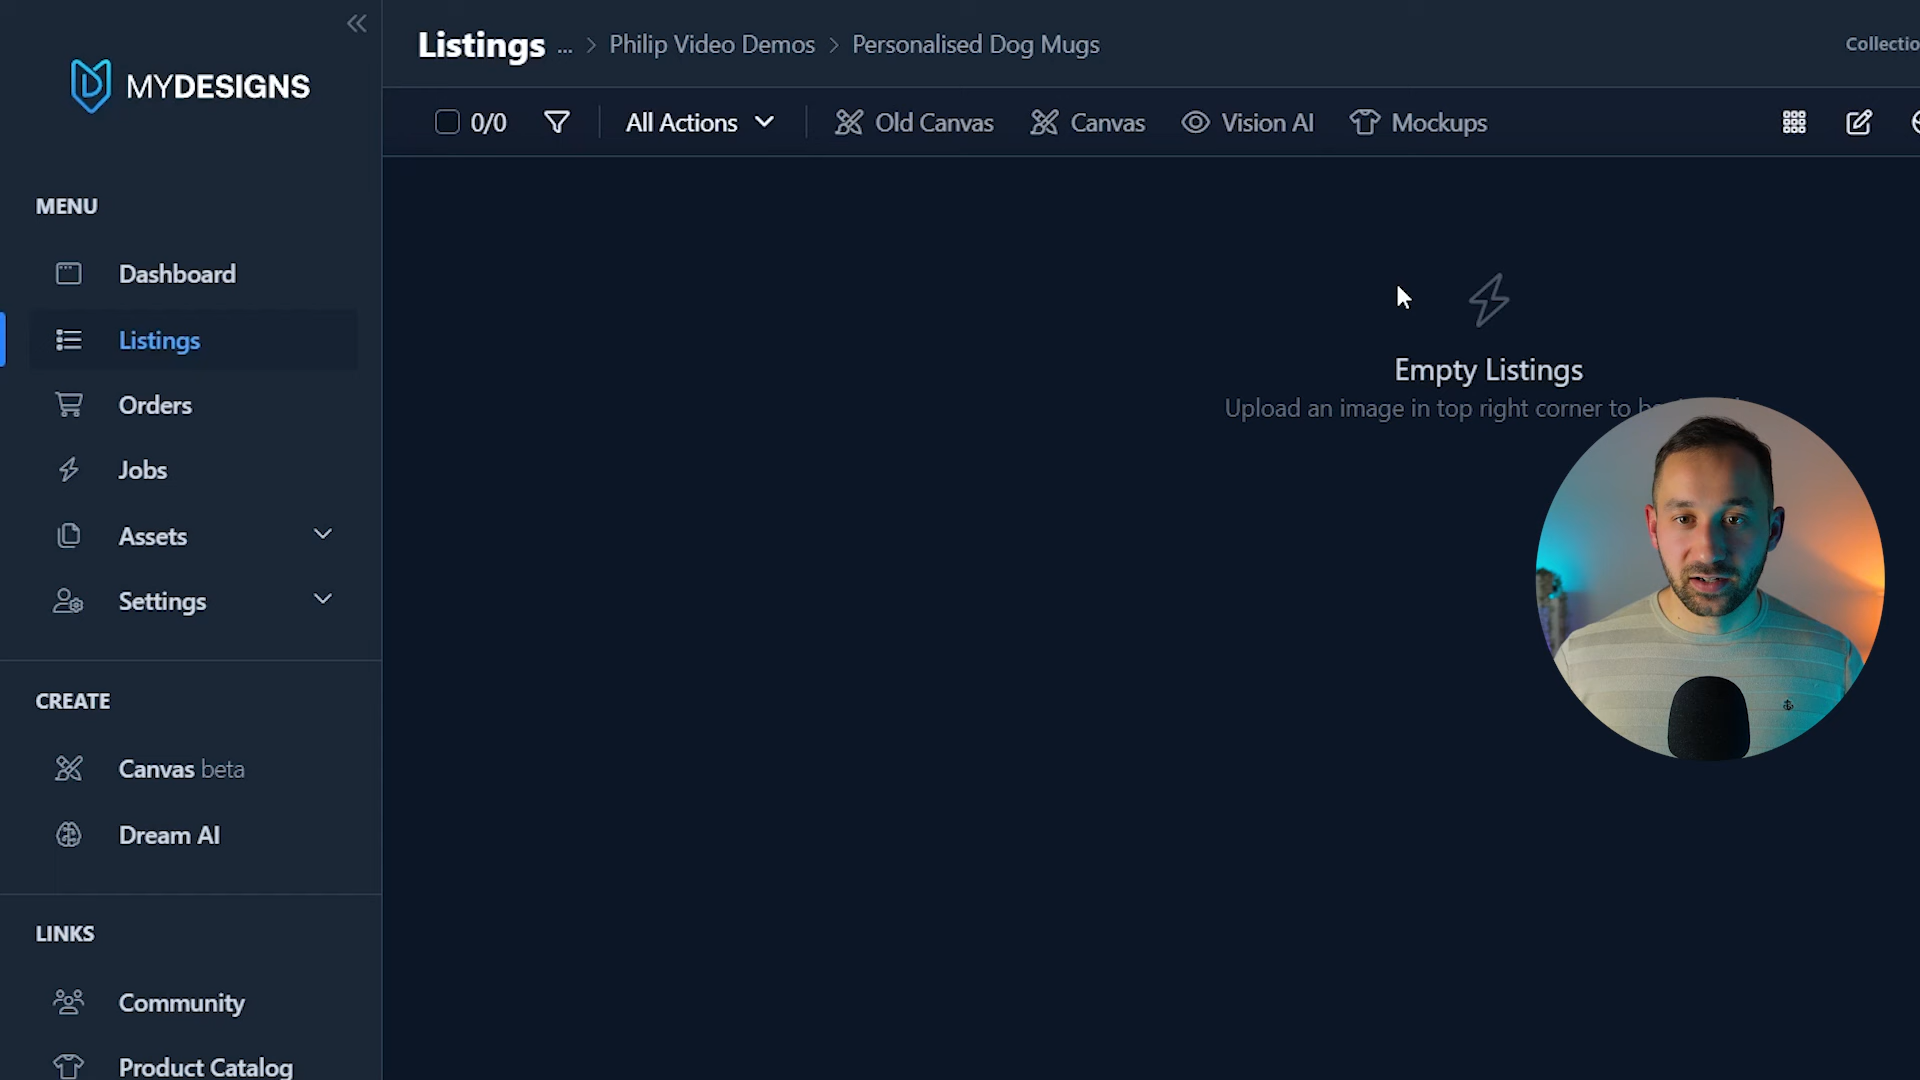 MYDESIGNS
MENU
Dashboard
Listings
Orders
Jobs
Assets
Settings
CREATE
Canvas beta
Dream AI
LINKS
Community
Product Catalog
Listings ... > Philip Video Demos > Personalised Dog Mugs
0/0 All Actions Old Canvas Canvas Vision AI Mockups
Empty Listings
Upload an image in top right corner to